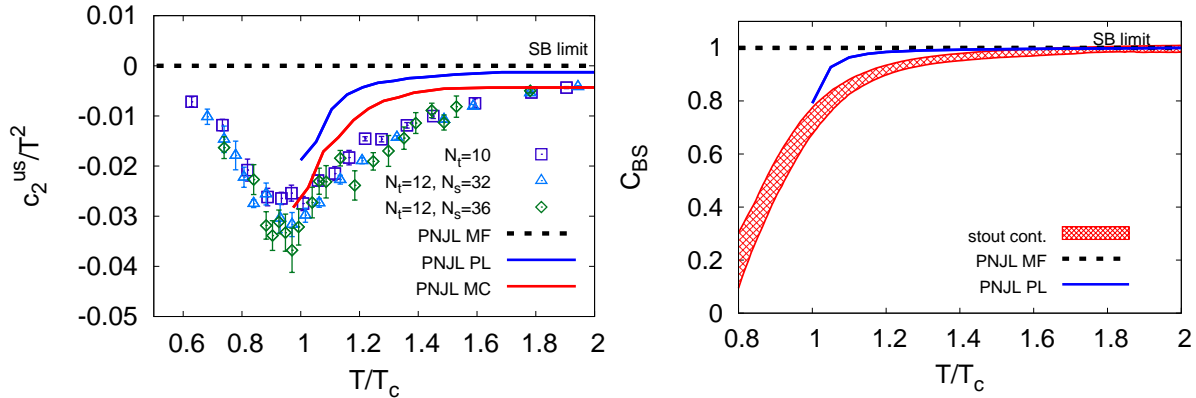 0.01
0
-0.01
-0.02
-0.03
-0.04
-0.05
c₂ᵘˢ/T²
SB limit
Nₜ=10
Nₜ=12, Nₛ=32
Nₜ=12, Nₛ=36
PNJL MF
PNJL PL
PNJL MC
0.6 0.8 1 1.2 1.4 1.6 1.8 2
T/T_c
1
0.8
0.6
0.4
0.2
0
C_BS
SB limit
stout cont.
PNJL MF
PNJL PL
0.8 1 1.2 1.4 1.6 1.8 2
T/T_c